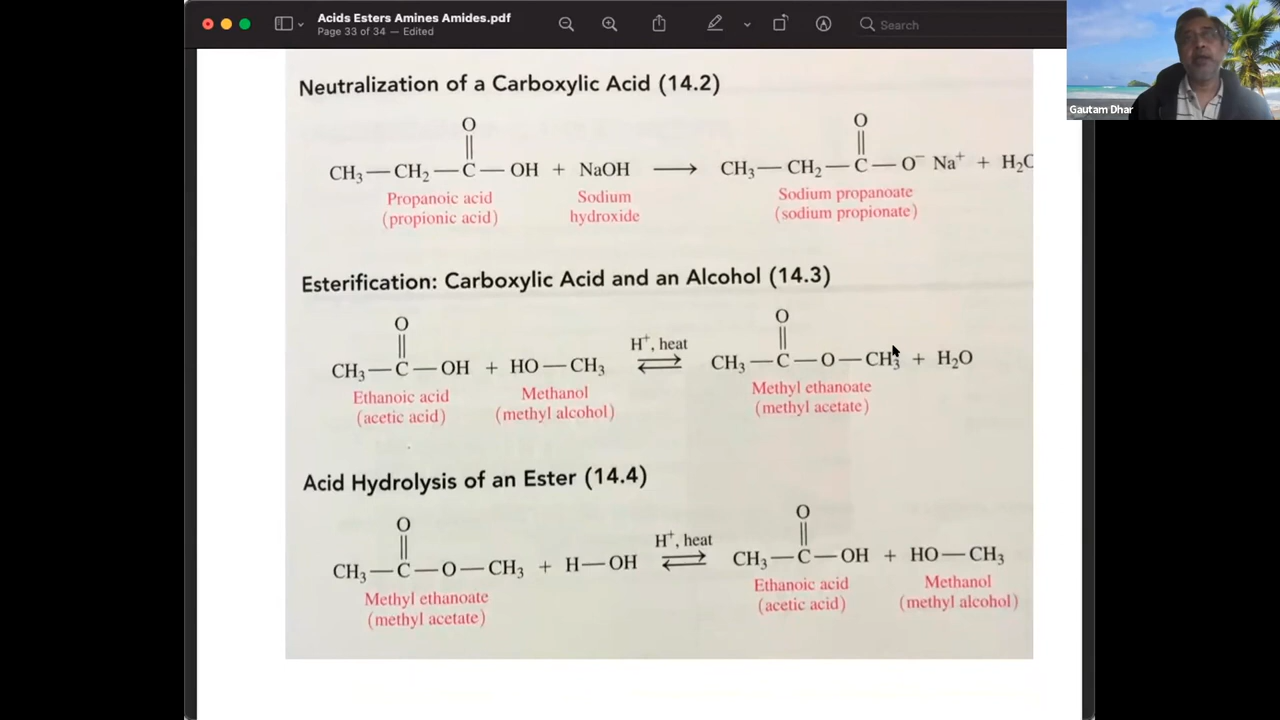 Acids Esters Amines Amides.pdf
Page 33 of 34 — Edited
Search
Gautam Dhar
Neutralization of a Carboxylic Acid (14.2)
O O
CH₃—CH₂—C—OH + NaOH ⟶ CH₃—CH₂—C—O⁻ Na⁺ + H₂O
Propanoic acid Sodium Sodium propanoate
(propionic acid) hydroxide (sodium propionate)
Esterification: Carboxylic Acid and an Alcohol (14.3)
O O
H⁺, heat
CH₃—C—OH + HO—CH₃ ⇌ CH₃—C—O—CH₃ + H₂O
Ethanoic acid Methanol Methyl ethanoate
(acetic acid) (methyl alcohol) (methyl acetate)
Acid Hydrolysis of an Ester (14.4)
O O
H⁺, heat
CH₃—C—O—CH₃ + H—OH ⇌ CH₃—C—OH + HO—CH₃
Methyl ethanoate Ethanoic acid Methanol
(methyl acetate) (acetic acid) (methyl alcohol)